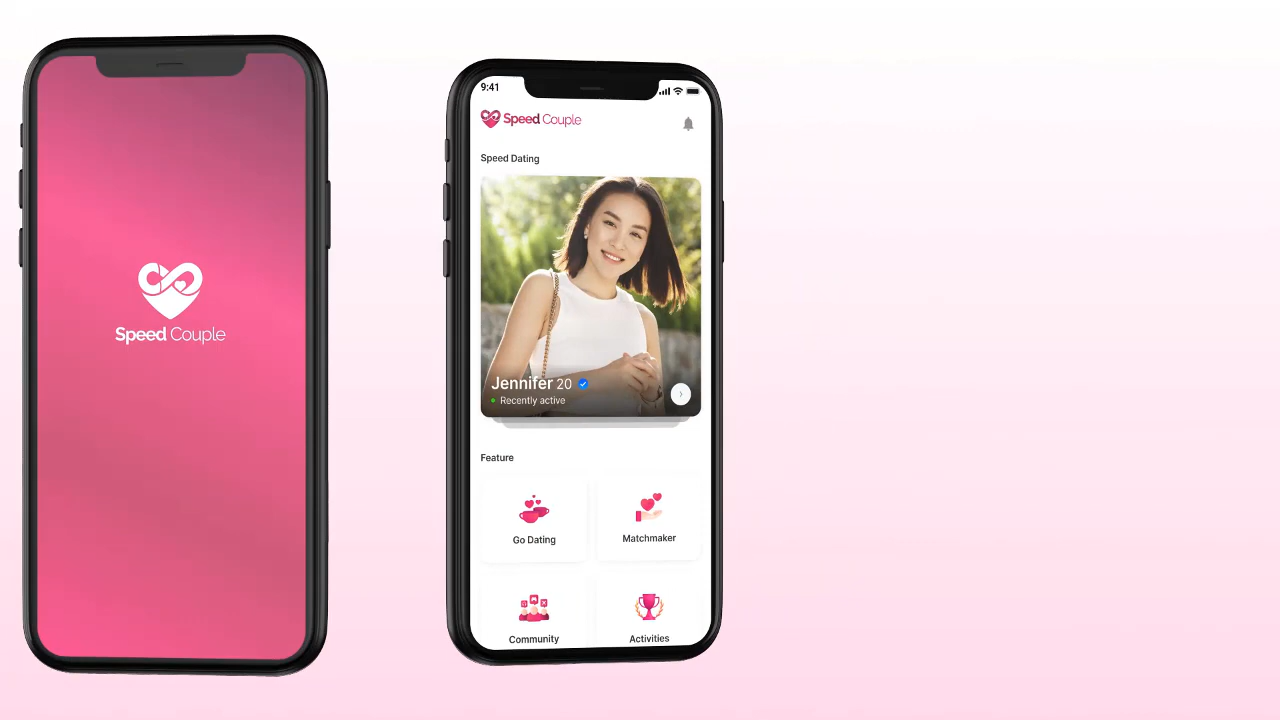 Speed Couple
9:41
Speed Couple
Speed Dating
Jennifer 20
Recently active
Feature
Go Dating
Matchmaker
Community
Activities